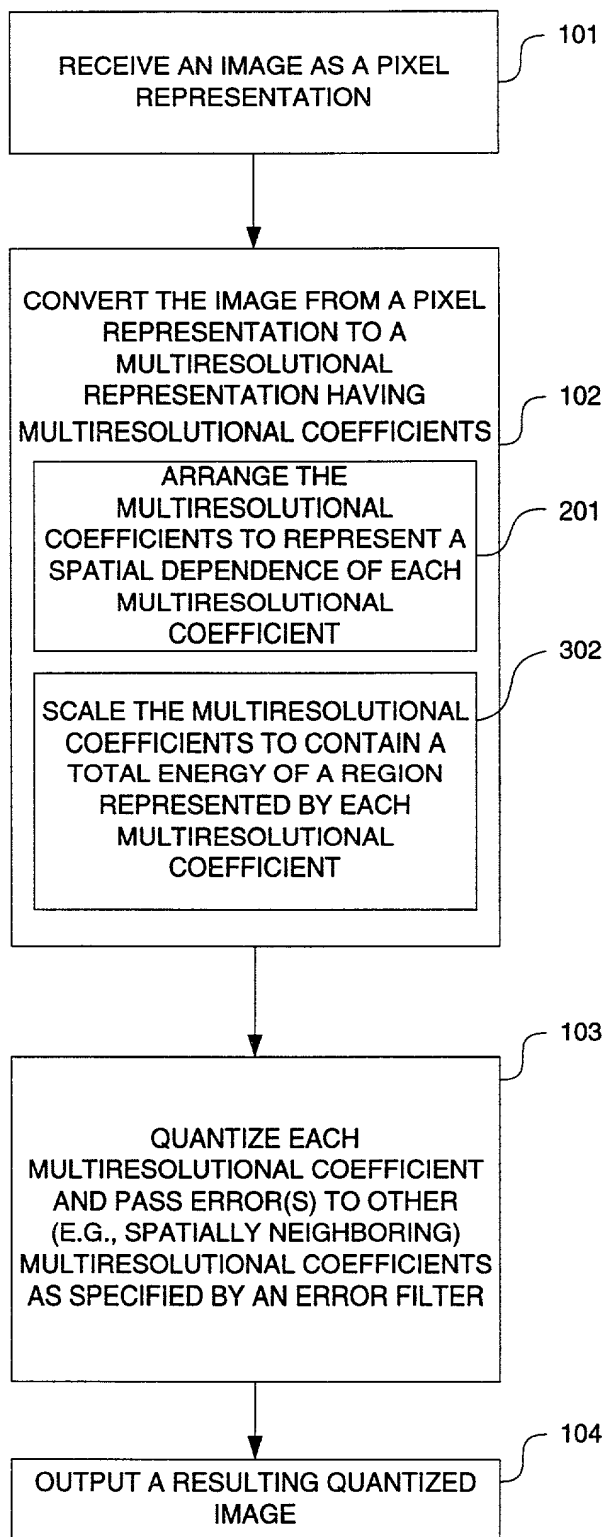 101
RECEIVE AN IMAGE AS A PIXEL
REPRESENTATION
CONVERT THE IMAGE FROM A PIXEL
REPRESENTATION TO A
MULTIRESOLUTIONAL
REPRESENTATION HAVING
MULTIRESOLUTIONAL COEFFICIENTS
102
ARRANGE THE
MULTIRESOLUTIONAL
COEFFICIENTS TO REPRESENT A
SPATIAL DEPENDENCE OF EACH
MULTIRESOLUTIONAL
COEFFICIENT
201
302
SCALE THE MULTIRESOLUTIONAL
COEFFICIENTS TO CONTAIN A
TOTAL ENERGY OF A REGION
REPRESENTED BY EACH
MULTIRESOLUTIONAL
COEFFICIENT
103
QUANTIZE EACH
MULTIRESOLUTIONAL COEFFICIENT
AND PASS ERROR(S) TO OTHER
(E.G., SPATIALLY NEIGHBORING)
MULTIRESOLUTIONAL COEFFICIENTS
AS SPECIFIED BY AN ERROR FILTER
104
OUTPUT A RESULTING QUANTIZED
IMAGE